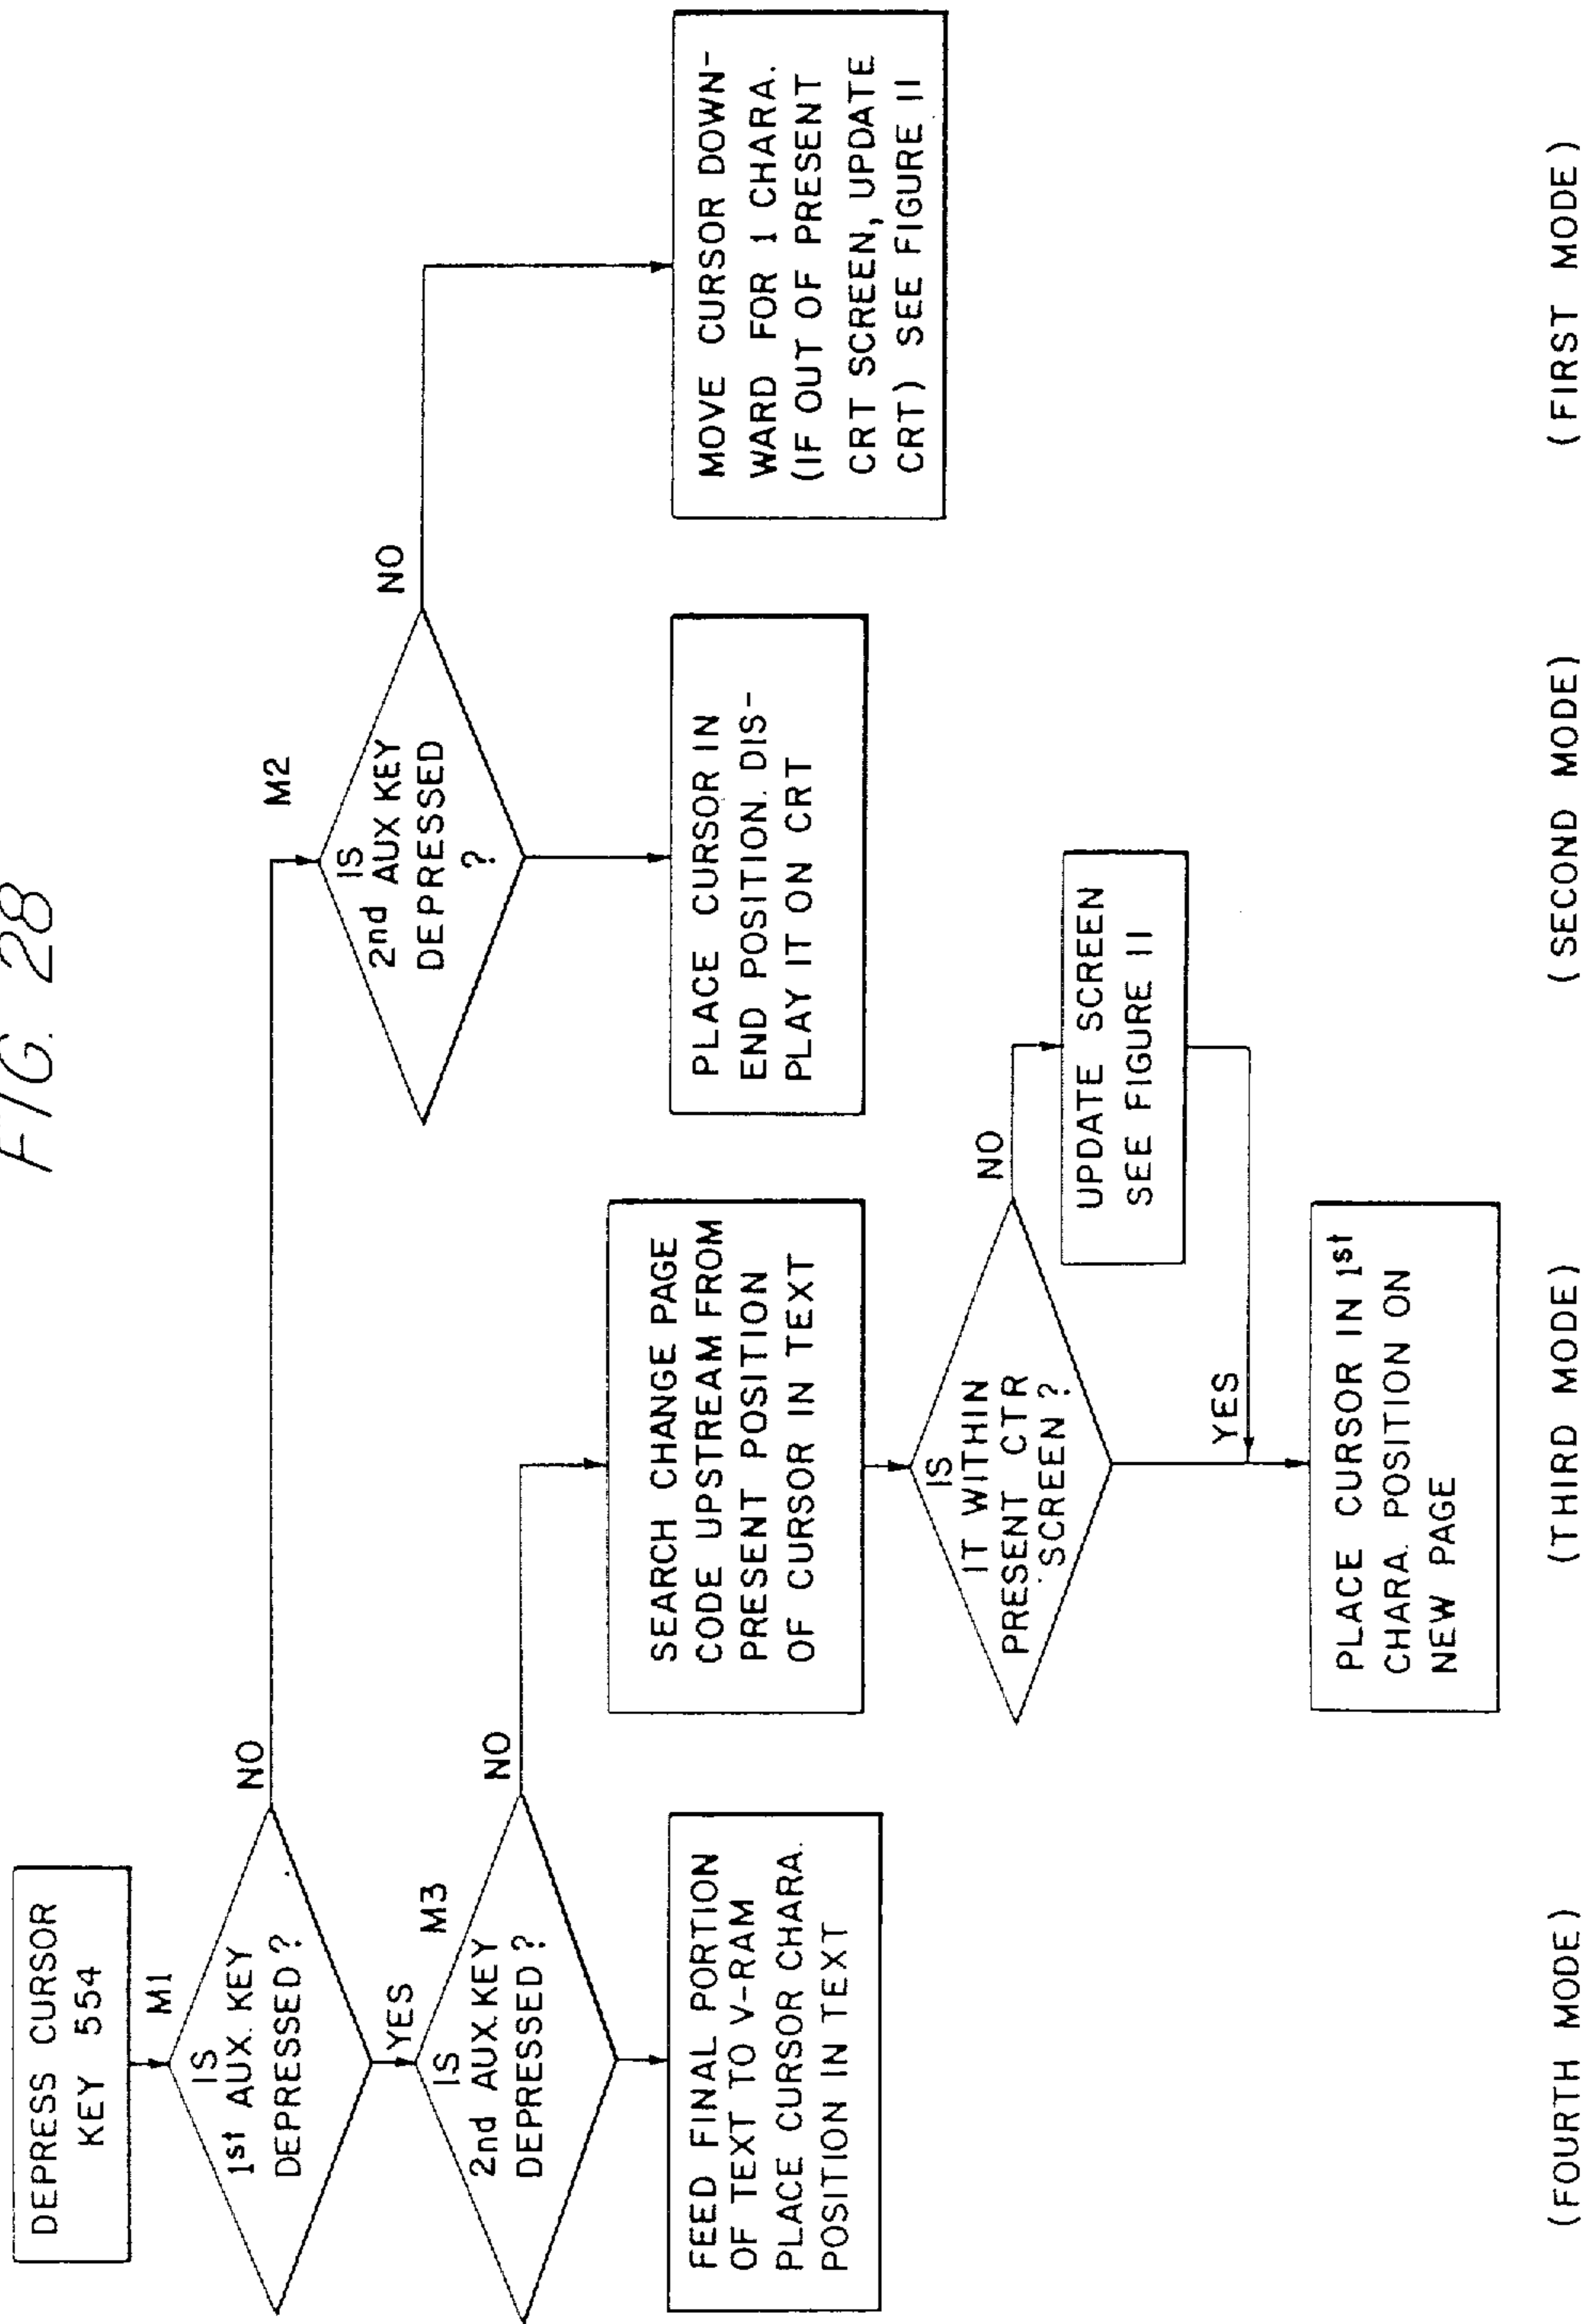 FIG. 28
DEPRESS CURSOR
KEY 554
M1
IS
1st AUX. KEY
DEPRESSED?
NO
YES
M3
IS
2nd AUX.KEY
DEPRESSED?
NO
FEED FINAL PORTION
OF TEXT TO V-RAM
PLACE CURSOR CHARA.
POSITION IN TEXT
SEARCH CHANGE PAGE
CODE UPSTREAM FROM
PRESENT POSITION
OF CURSOR IN TEXT
IS
IT WITHIN
PRESENT CTR
SCREEN?
NO
YES
UPDATE SCREEN
SEE FIGURE 11
PLACE CURSOR IN 1st
CHARA. POSITION ON
NEW PAGE
M2
IS
2nd AUX KEY
DEPRESSED
?
NO
PLACE CURSOR IN
END POSITION. DIS-
PLAY IT ON CRT
MOVE CURSOR DOWN-
WARD FOR 1 CHARA.
(IF OUT OF PRESENT
CRT SCREEN, UPDATE
CRT) SEE FIGURE 11
(FOURTH MODE)
(THIRD MODE)
(SECOND MODE)
(FIRST MODE)